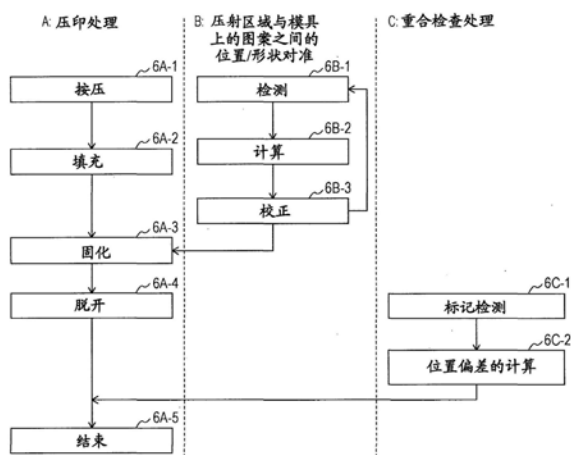 A: 压印处理
B: 压射区域与模具
上的图案之间的
位置/形状对准
C: 重合检查处理
6A-1
按压
6A-2
填充
6A-3
固化
6A-4
脱开
6A-5
结束
6B-1
检测
6B-2
计算
6B-3
校正
6C-1
标记检测
6C-2
位置偏差的计算